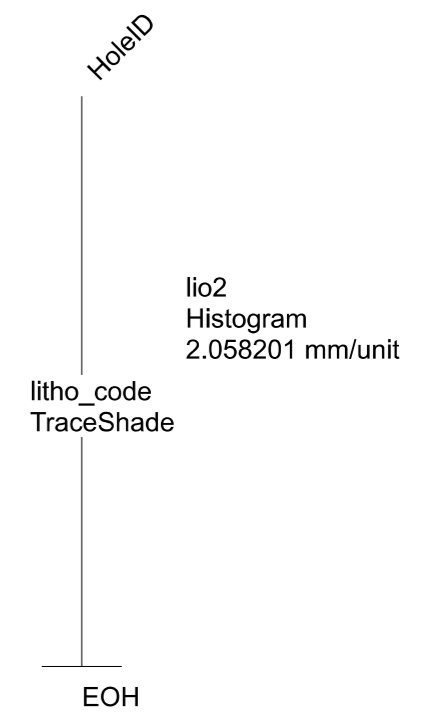 HoleID
lio2
Histogram
2.058201 mm/unit
litho_code
TraceShade
EOH